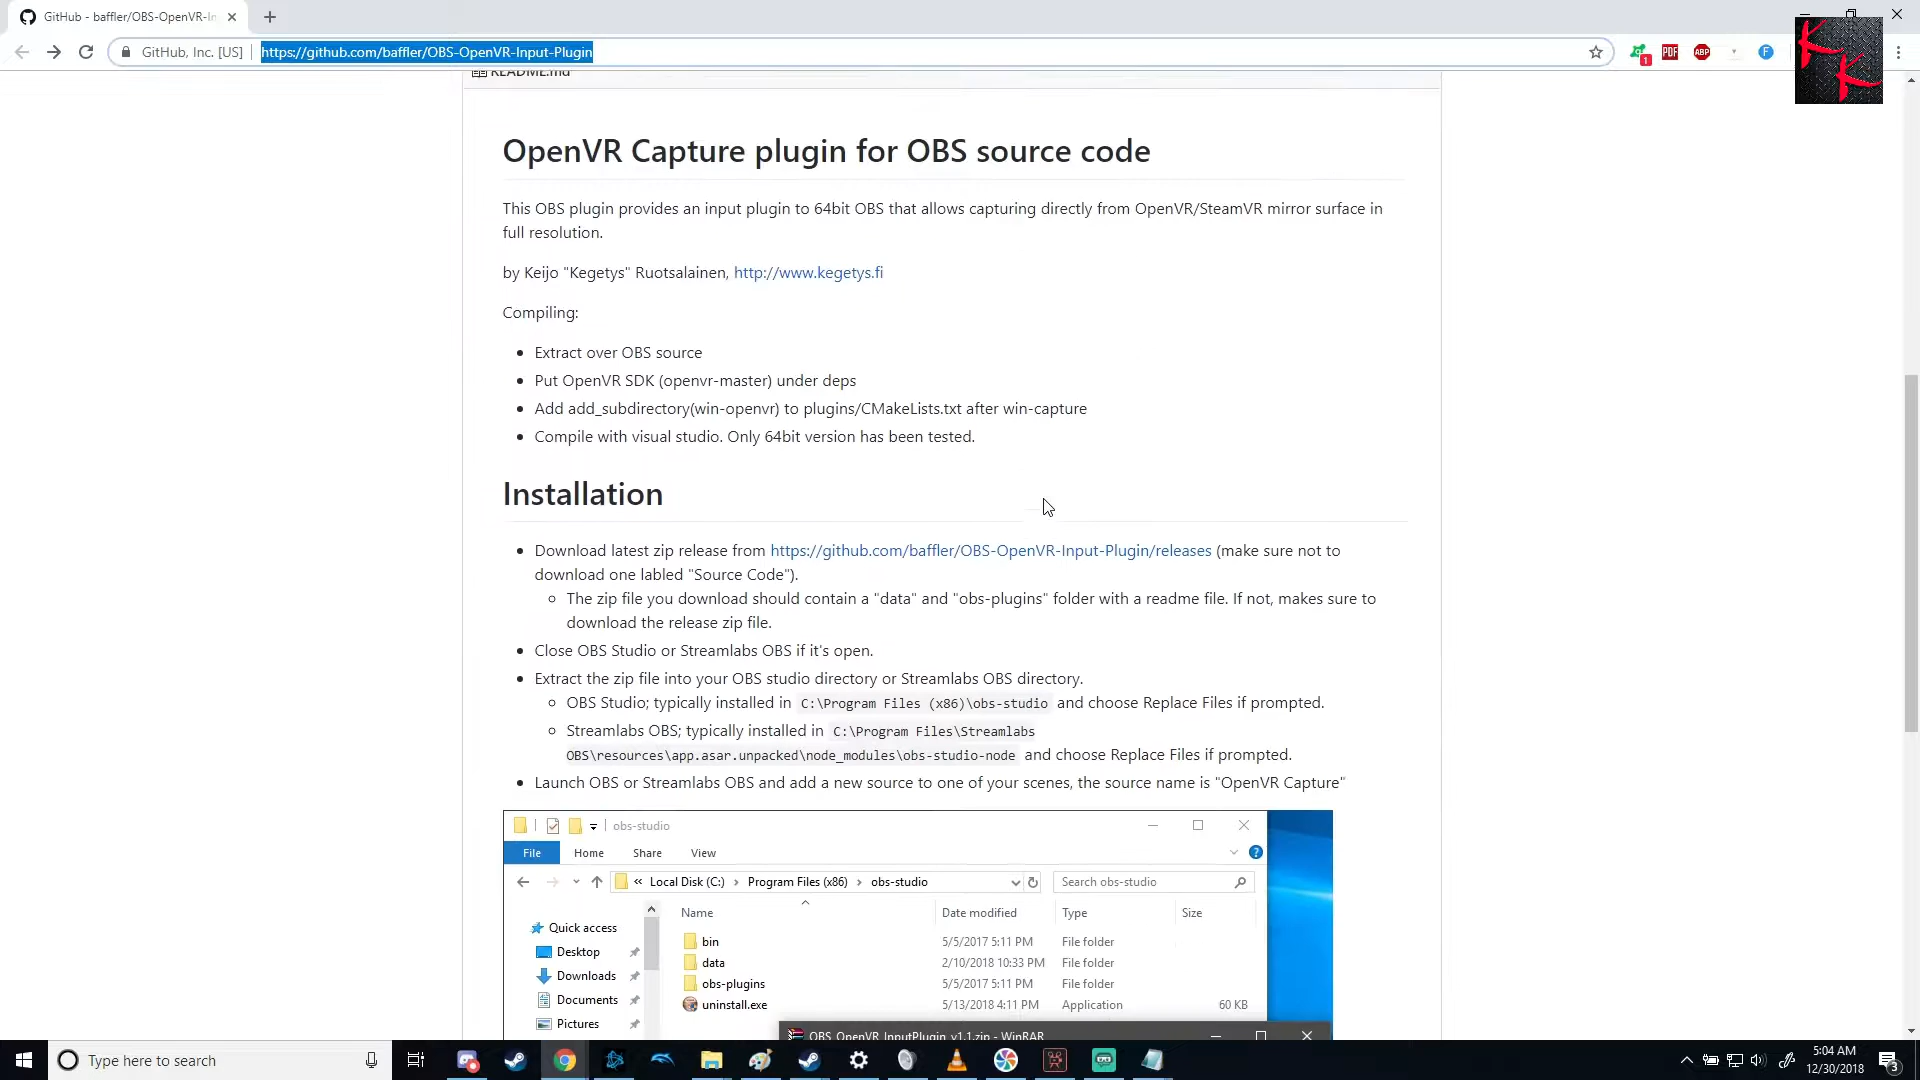 GitHub - baffler/OBS-OpenVR-In
GitHub, Inc. [US]
https://github.com/baffler/OBS-OpenVR-Input-Plugin
1
PDF
ABP
F
K
K
README.md
OpenVR Capture plugin for OBS source code
This OBS plugin provides an input plugin to 64bit OBS that allows capturing directly from OpenVR/SteamVR mirror surface in
full resolution.
by Keijo "Kegetys" Ruotsalainen, http://www.kegetys.fi
Compiling:
Extract over OBS source
Put OpenVR SDK (openvr-master) under deps
Add add_subdirectory(win-openvr) to plugins/CMakeLists.txt after win-capture
Compile with visual studio. Only 64bit version has been tested.
Installation
Download latest zip release from https://github.com/baffler/OBS-OpenVR-Input-Plugin/releases (make sure not to
download one labled "Source Code").
The zip file you download should contain a "data" and "obs-plugins" folder with a readme file. If not, makes sure to
download the release zip file.
Close OBS Studio or Streamlabs OBS if it's open.
Extract the zip file into your OBS studio directory or Streamlabs OBS directory.
OBS Studio; typically installed in C:\Program Files (x86)\obs-studio and choose Replace Files if prompted.
Streamlabs OBS; typically installed in C:\Program Files\Streamlabs
OBS\resources\app.asar.unpacked\node_modules\obs-studio-node and choose Replace Files if prompted.
Launch OBS or Streamlabs OBS and add a new source to one of your scenes, the source name is "OpenVR Capture"
obs-studio
File Home Share View
« Local Disk (C:) › Program Files (x86) › obs-studio
Search obs-studio
Name Date modified Type Size
Quick access
Desktop
Downloads
Documents
Pictures
bin 5/5/2017 5:11 PM File folder
data 2/10/2018 10:33 PM File folder
obs-plugins 5/5/2017 5:11 PM File folder
uninstall.exe 5/13/2018 4:11 PM Application 60 KB
OBS_OpenVR_InputPlugin_v1.1.zip - WinRAR
Type here to search
5:04 AM
12/30/2018
3